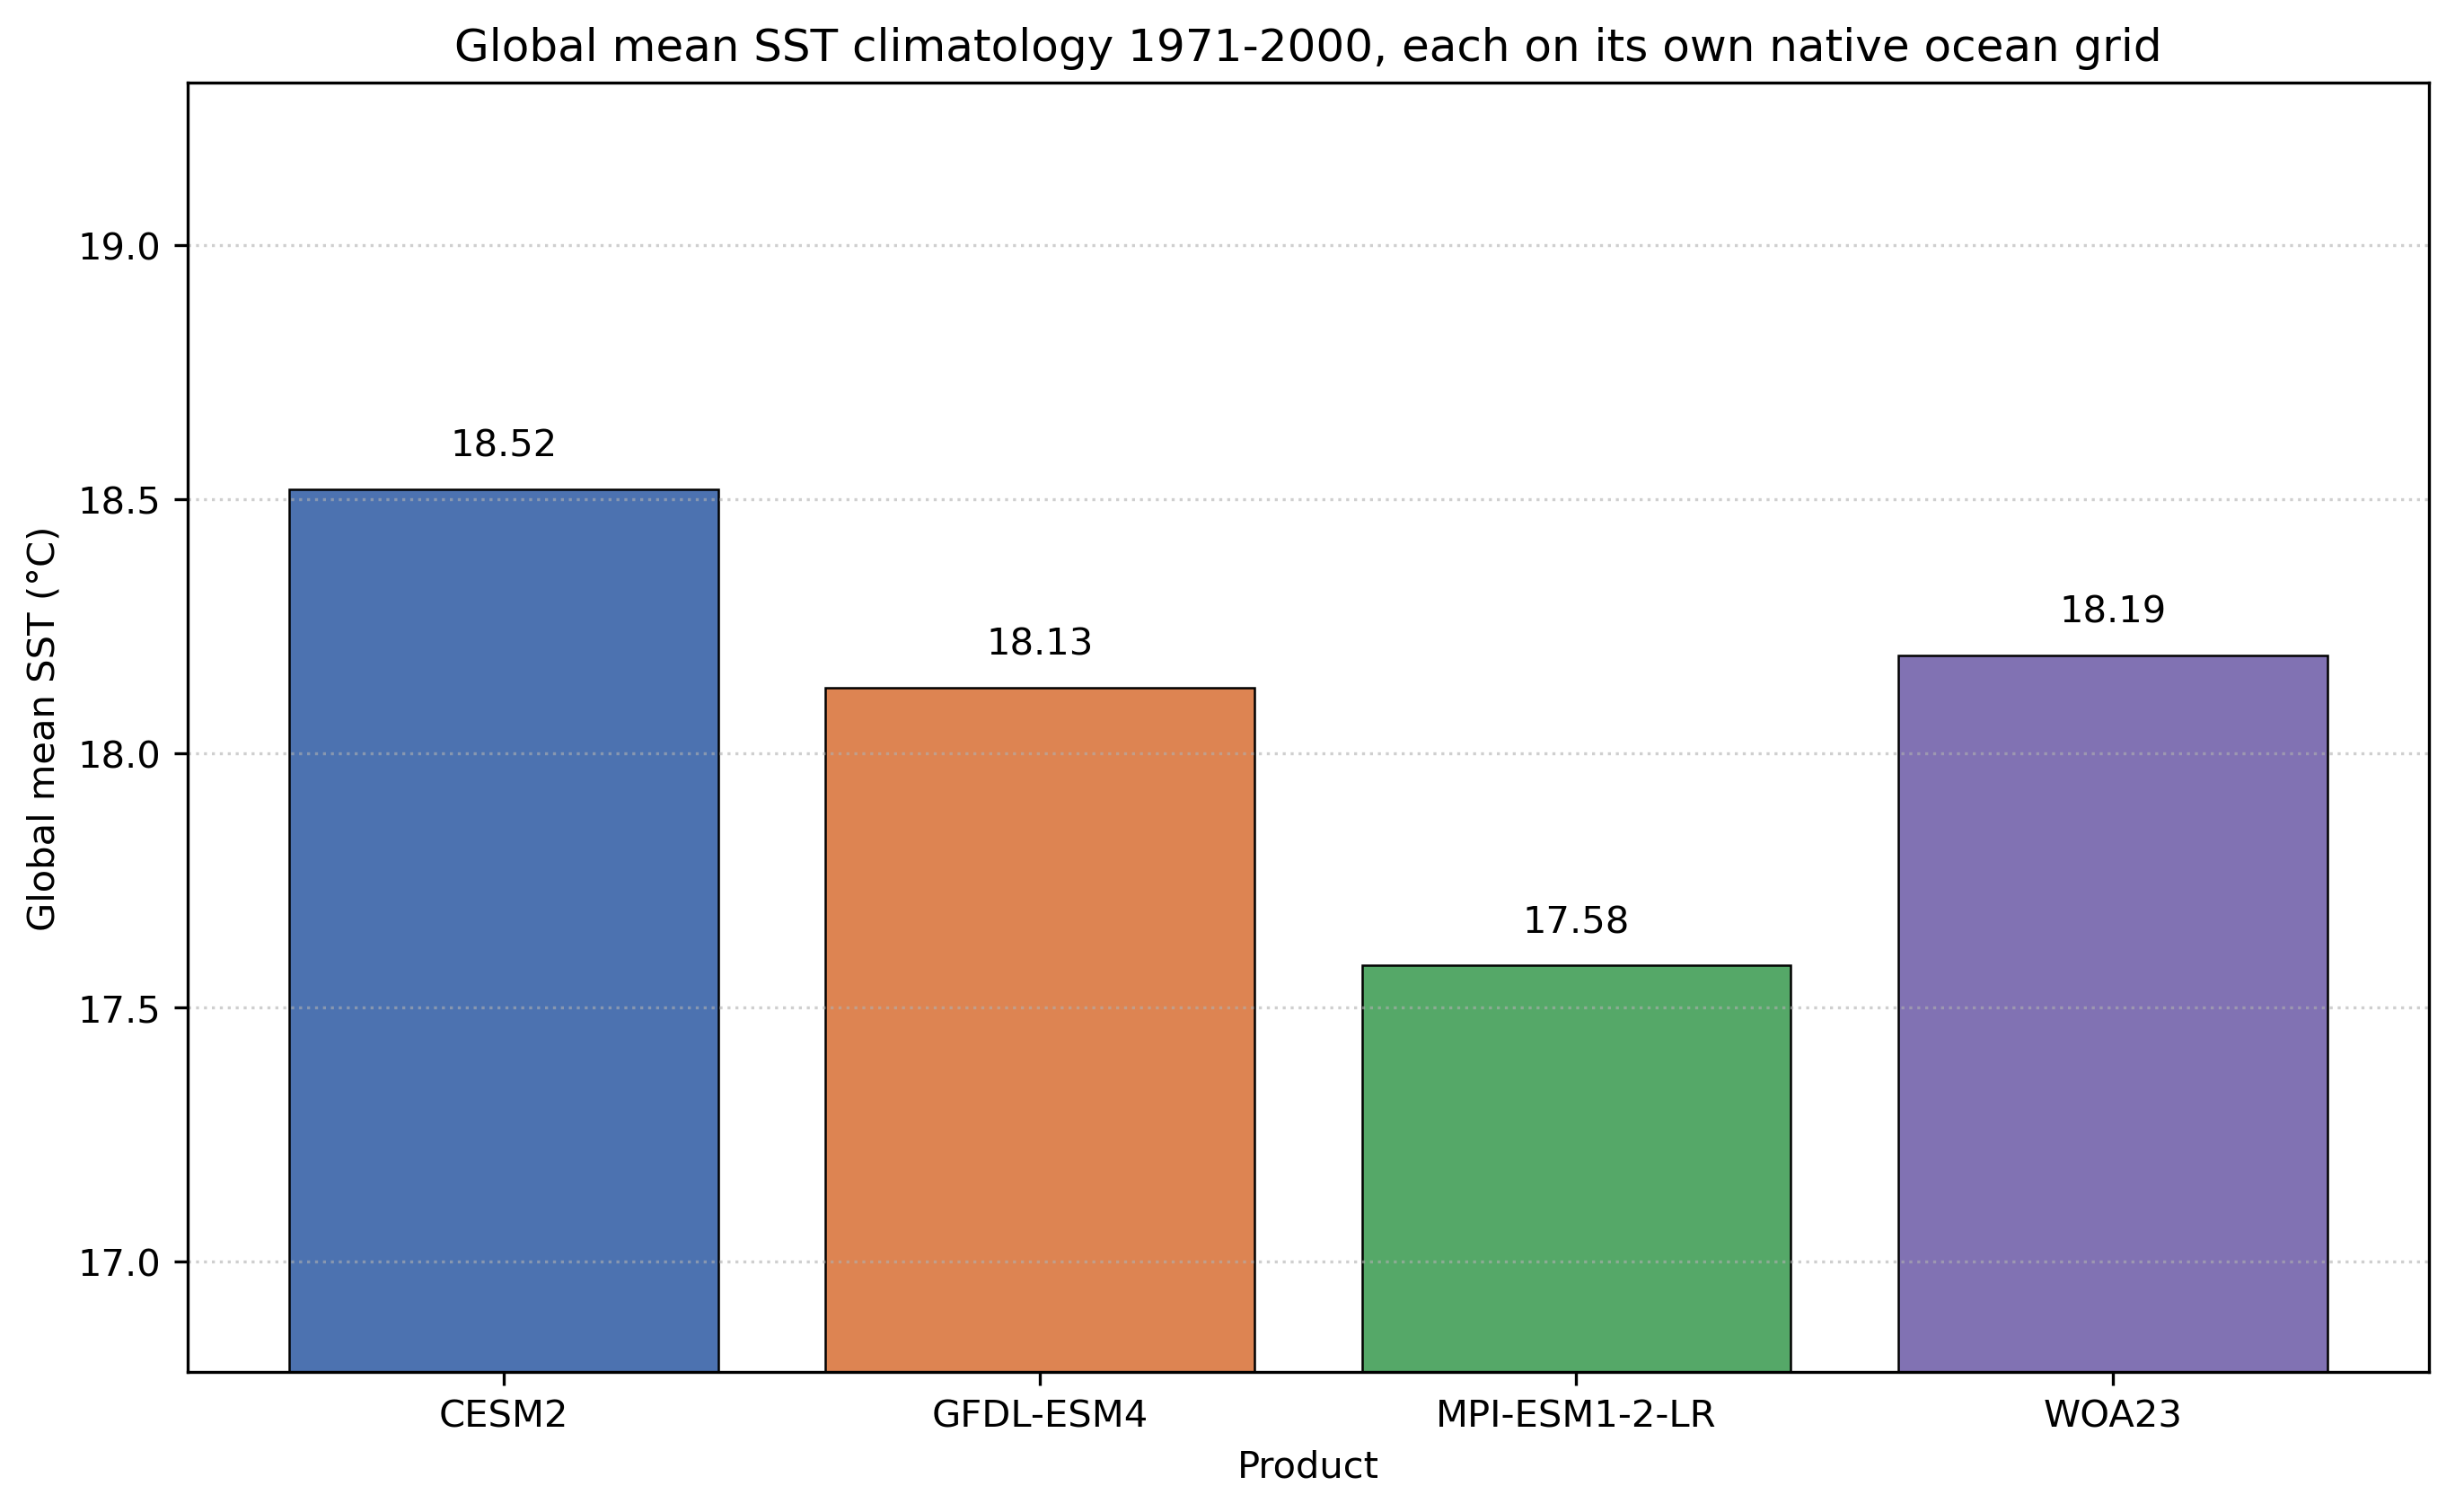 Global mean SST climatology 1971-2000, each on its own native ocean grid
Global mean SST (°C)
19.0
18.5
18.0
17.5
17.0
18.52
18.13
17.58
18.19
CESM2
GFDL-ESM4
MPI-ESM1-2-LR
WOA23
Product